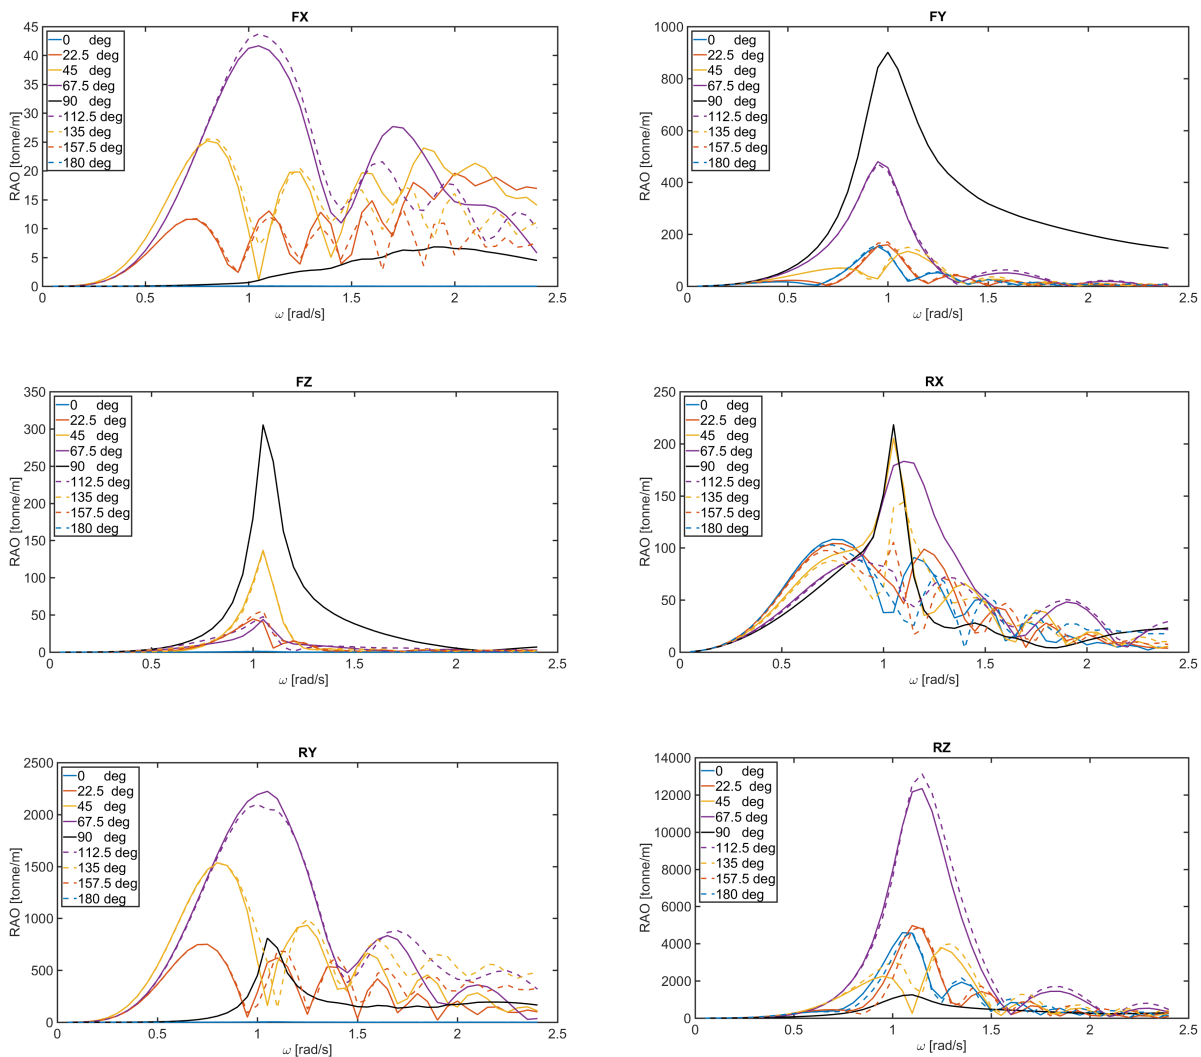 FX
45
40
35
30
25
20
15
10
5
0
RAO [tonne/m]
0 deg
22.5 deg
45 deg
67.5 deg
90 deg
112.5 deg
135 deg
157.5 deg
180 deg
0 0.5 1 1.5 2 2.5
ω [rad/s]
FY
1000
800
600
400
200
0
RAO [tonne/m]
0 deg
22.5 deg
45 deg
67.5 deg
90 deg
112.5 deg
135 deg
157.5 deg
180 deg
0 0.5 1 1.5 2 2.5
ω [rad/s]
FZ
350
300
250
200
150
100
50
0
RAO [tonne/m]
0 deg
22.5 deg
45 deg
67.5 deg
90 deg
112.5 deg
135 deg
157.5 deg
180 deg
0 0.5 1 1.5 2 2.5
ω [rad/s]
RX
250
200
150
100
50
0
RAO [tonne/m]
0 deg
22.5 deg
45 deg
67.5 deg
90 deg
112.5 deg
135 deg
157.5 deg
180 deg
0 0.5 1 1.5 2 2.5
ω [rad/s]
RY
2500
2000
1500
1000
500
0
RAO [tonne/m]
0 deg
22.5 deg
45 deg
67.5 deg
90 deg
112.5 deg
135 deg
157.5 deg
180 deg
0 0.5 1 1.5 2 2.5
ω [rad/s]
RZ
14000
12000
10000
8000
6000
4000
2000
0
RAO [tonne/m]
0 deg
22.5 deg
45 deg
67.5 deg
90 deg
112.5 deg
135 deg
157.5 deg
180 deg
0 0.5 1 1.5 2 2.5
ω [rad/s]